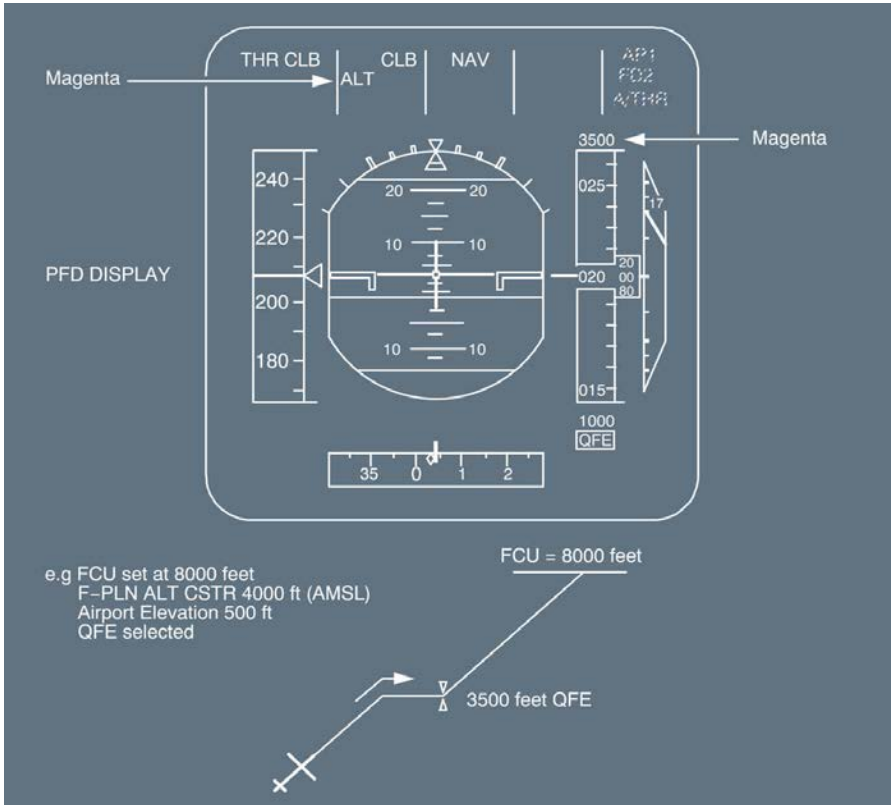 THR CLB CLB NAV AP1
Magenta ALT FD2
A/THR
3500 Magenta
240 20 20 025
17
220 10 10
PFD DISPLAY 020 20
00
200 80
180 10 10
015
1000
QFE
35 0 1 2
FCU = 8000 feet
e.g FCU set at 8000 feet
F-PLN ALT CSTR 4000 ft (AMSL)
Airport Elevation 500 ft
QFE selected
3500 feet QFE